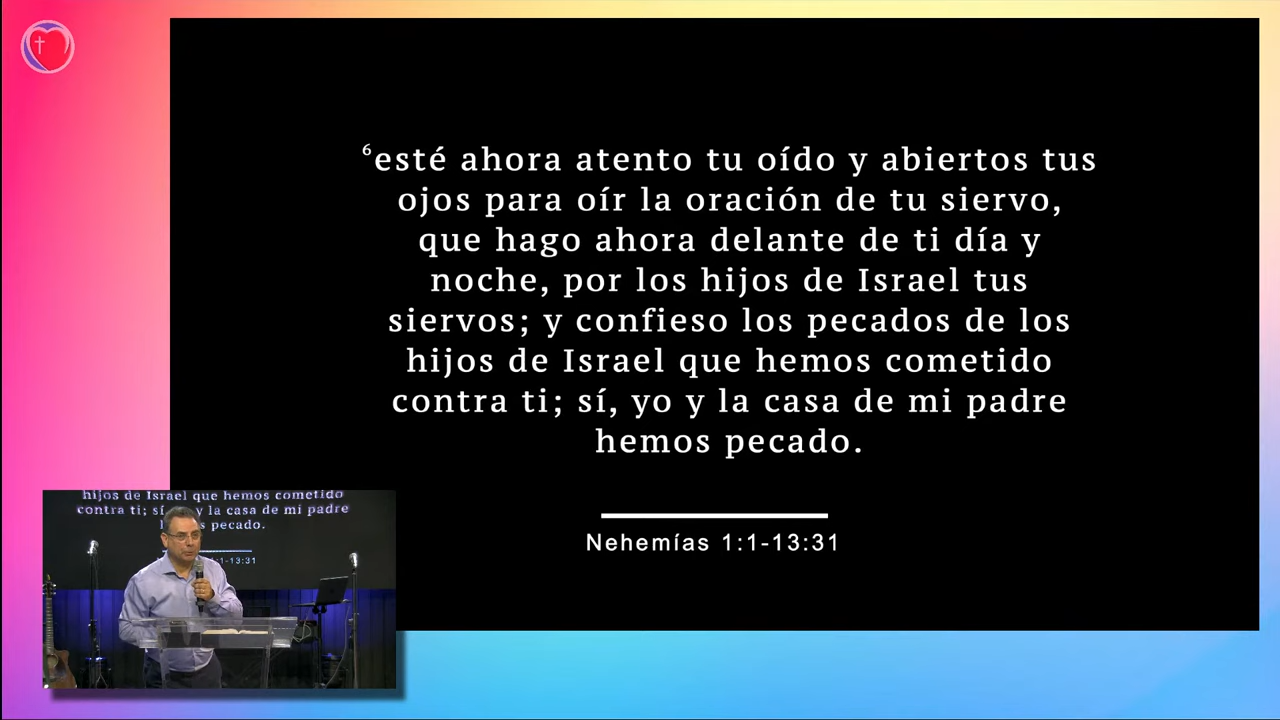 ⁶esté ahora atento tu oído y abiertos tus
ojos para oír la oración de tu siervo,
que hago ahora delante de ti día y
noche, por los hijos de Israel tus
siervos; y confieso los pecados de los
hijos de Israel que hemos cometido
contra ti; sí, yo y la casa de mi padre
hemos pecado.
Nehemías 1:1-13:31
hijos de Israel que hemos cometido
contra ti; sí, y la casa de mi padre
pecado.
1-13:31